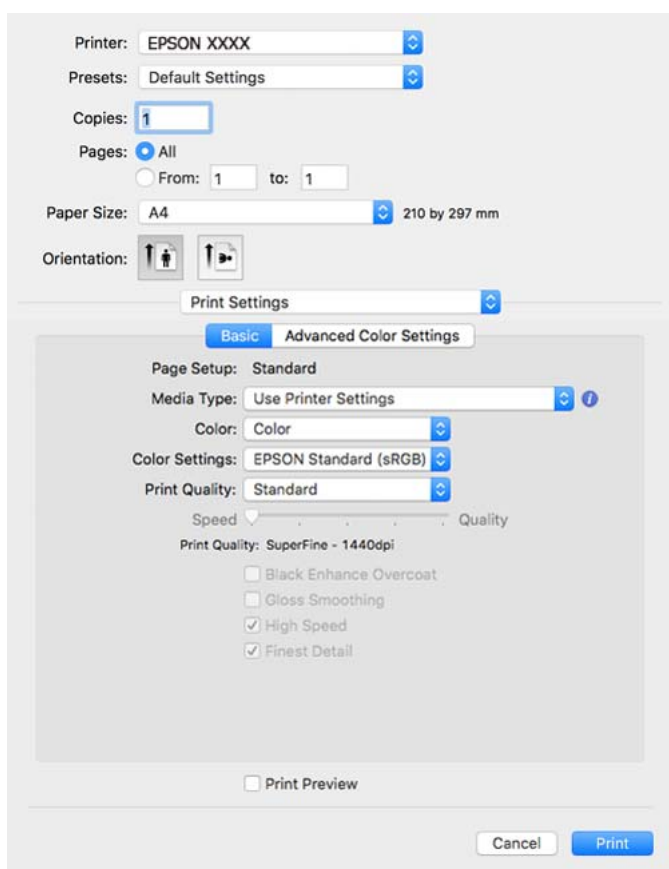 Printer: EPSON XXXX
Presets: Default Settings
Copies: 1
Pages: All
From: 1 to: 1
Paper Size: A4 210 by 297 mm
Orientation:
Print Settings
Basic Advanced Color Settings
Page Setup: Standard
Media Type: Use Printer Settings i
Color: Color
Color Settings: EPSON Standard (sRGB)
Print Quality: Standard
Speed Quality
Print Quality: SuperFine - 1440dpi
Black Enhance Overcoat
Gloss Smoothing
High Speed
Finest Detail
Print Preview
Cancel Print